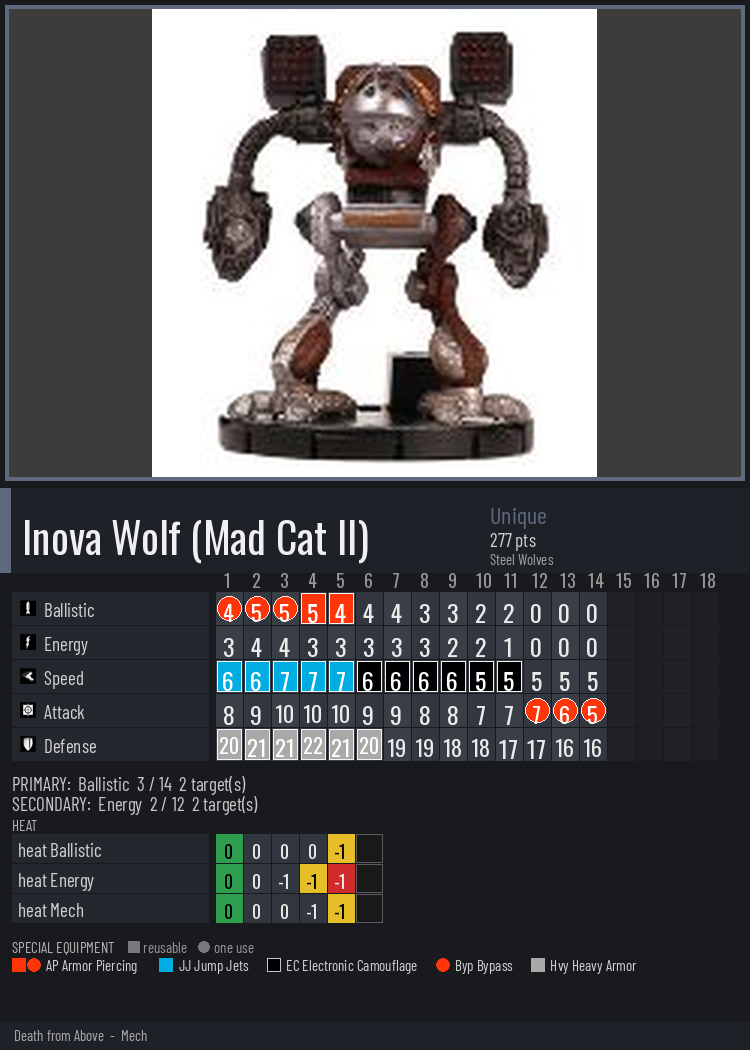 Inova Wolf (Mad Cat II)
Unique
277 pts
Steel Wolves
1 2 3 4 5 6 7 8 9 10 11 12 13 14 15 16 17 18
Ballistic 4 5 5 5 4 4 4 3 3 2 2 0 0 0
Energy 3 4 4 3 3 3 3 3 2 2 1 0 0 0
Speed 6 6 7 7 7 6 6 6 6 5 5 5 5 5
Attack 8 9 10 10 10 9 9 8 8 7 7 7 6 5
Defense 20 21 21 22 21 20 19 19 18 18 17 17 16 16
PRIMARY: Ballistic 3 / 14 2 target(s)
SECONDARY: Energy 2 / 12 2 target(s)
HEAT
heat Ballistic 0 0 0 0 -1
heat Energy 0 0 -1 -1 -1
heat Mech 0 0 0 -1 -1
SPECIAL EQUIPMENT reusable one use
AP Armor Piercing JJ Jump Jets EC Electronic Camouflage Byp Bypass Hvy Heavy Armor
Death from Above - Mech